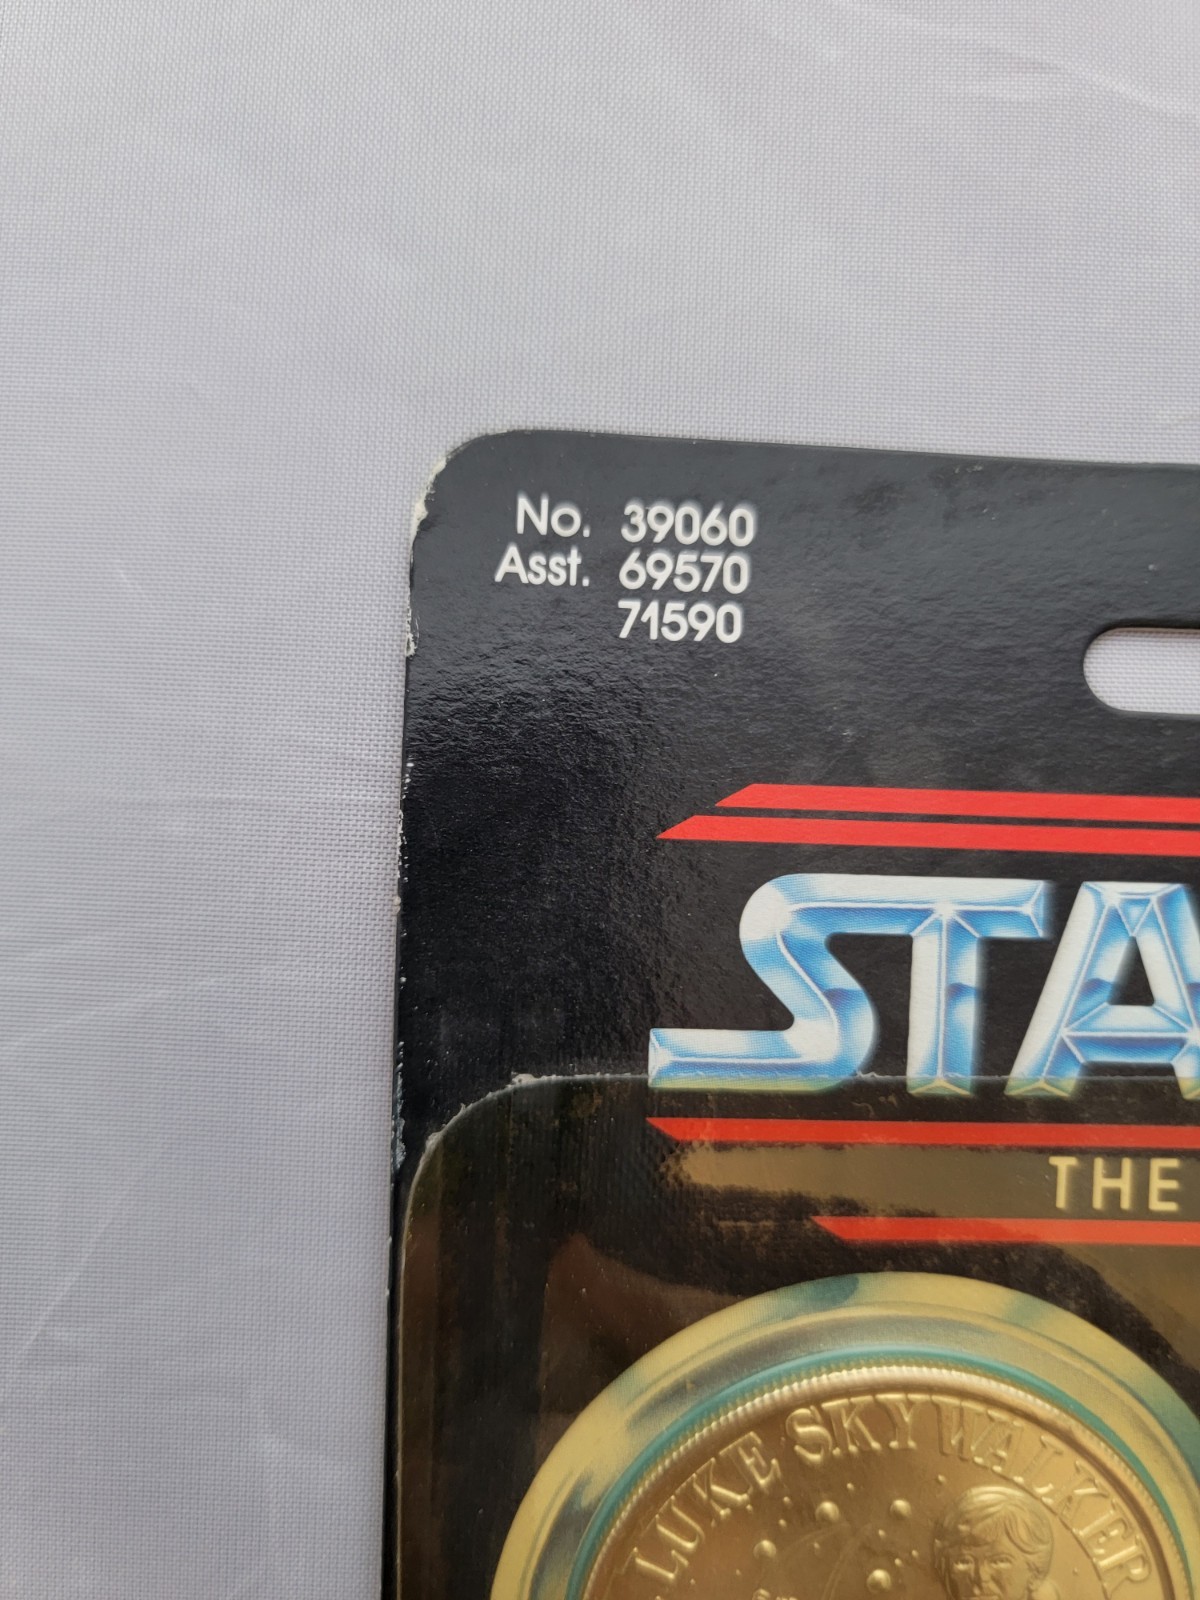 No. 39060
Asst. 69570
71590
STA
THE
LUKE SKYWALKER